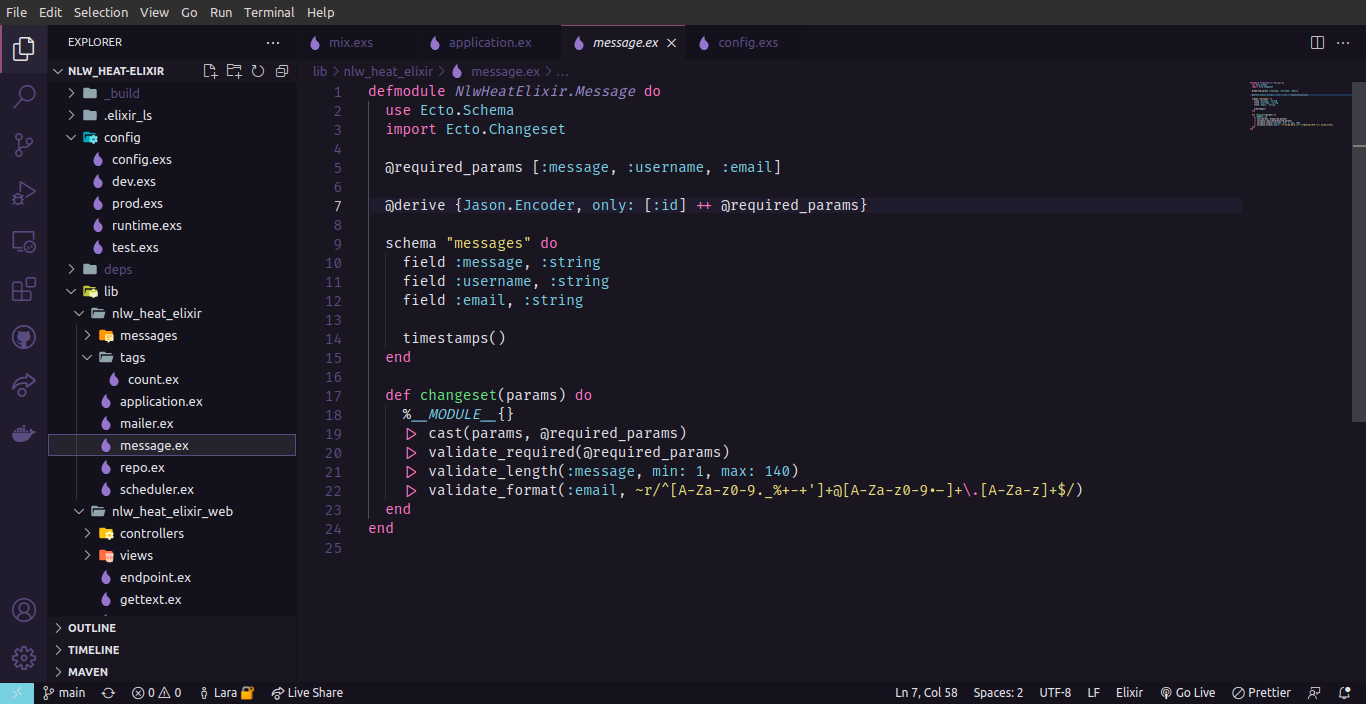 File Edit Selection View Go Run Terminal Help
EXPLORER
mix.exs application.ex message.ex config.exs
NLW_HEAT-ELIXIR
lib > nlw_heat_elixir > message.ex > ...
_build
.elixir_ls
config
config.exs
dev.exs
prod.exs
runtime.exs
test.exs
deps
lib
nlw_heat_elixir
messages
tags
count.ex
application.ex
mailer.ex
message.ex
repo.ex
scheduler.ex
nlw_heat_elixir_web
controllers
views
endpoint.ex
gettext.ex
OUTLINE
TIMELINE
MAVEN
1 defmodule NlwHeatElixir.Message do
2 use Ecto.Schema
3 import Ecto.Changeset
4
5 @required_params [:message, :username, :email]
6
7 @derive {Jason.Encoder, only: [:id] ++ @required_params}
8
9 schema "messages" do
10 field :message, :string
11 field :username, :string
12 field :email, :string
13
14 timestamps()
15 end
16
17 def changeset(params) do
18 %__MODULE__{}
19 |> cast(params, @required_params)
20 |> validate_required(@required_params)
21 |> validate_length(:message, min: 1, max: 140)
22 |> validate_format(:email, ~r/^[A-Za-z0-9._%+-+']+@[A-Za-z0-9•−]+\.[A-Za-z]+$/)
23 end
24 end
25
main 0 0 Lara Live Share Ln 7, Col 58 Spaces: 2 UTF-8 LF Elixir Go Live Prettier